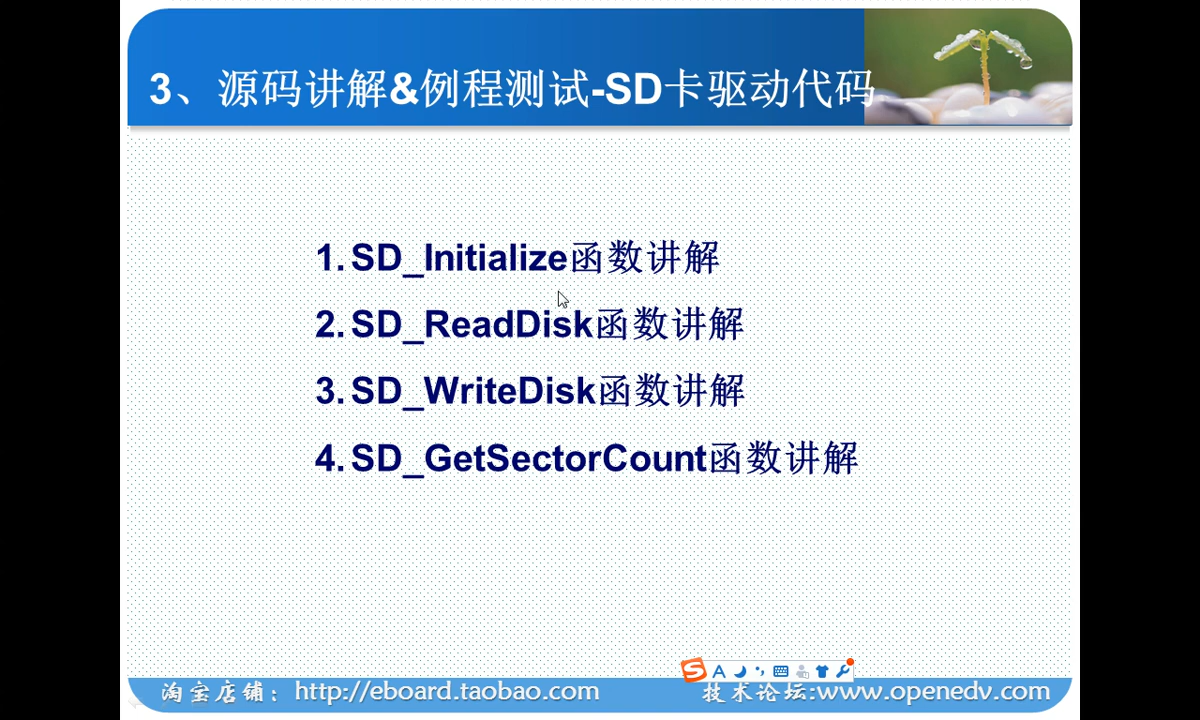 3、源码讲解&例程测试-SD卡驱动代码
1.SD_Initialize函数讲解
2.SD_ReadDisk函数讲解
3.SD_WriteDisk函数讲解
4.SD_GetSectorCount函数讲解
S A
淘宝店铺：http://eboard.taobao.com
技术论坛:www.openedv.com